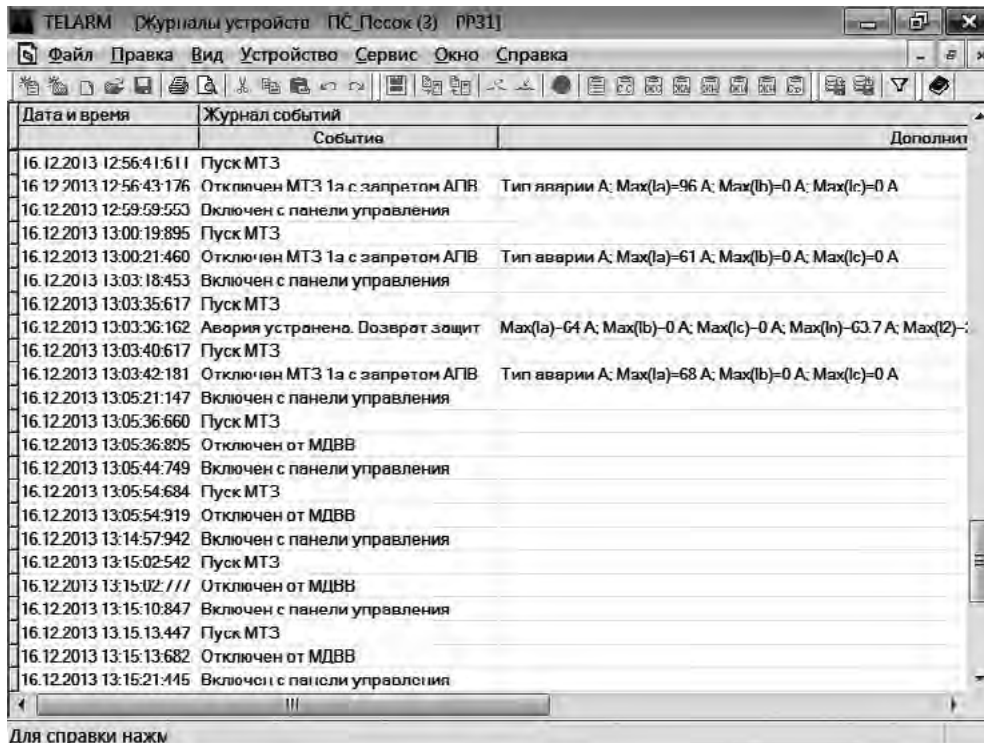 TELARM [Журналы устройств ПС_Песок (3) РР31]
Файл Правка Вид Устройство Сервис Окно Справка
Дата и время Журнал событий
Событие Дополнит
16.12.2013 12:56:41:611 Пуск МТЗ
16.12.2013 12:56:43:176 Отключен МТЗ 1а с запретом АПВ Тип аварии A; Max(Ia)=96 A; Max(Ib)=0 A; Max(Ic)=0 A
16.12.2013 12:59:59:553 Включен с панели управления
16.12.2013 13:00:19:895 Пуск МТЗ
16.12.2013 13:00:21:460 Отключен МТЗ 1а с запретом АПВ Тип аварии A; Max(Ia)=61 A; Max(Ib)=0 A; Max(Ic)=0 A
16.12.2013 13:03:18:453 Включен с панели управления
16.12.2013 13:03:35:617 Пуск МТЗ
16.12.2013 13:03:36:162 Авария устранена. Возврат защит Max(Ia)=64 A; Max(Ib)=0 A; Max(Ic)=0 A; Max(In)=63.7 A; Max(I2)=
16.12.2013 13:03:40:617 Пуск МТЗ
16.12.2013 13:03:42:181 Отключен МТЗ 1а с запретом АПВ Тип аварии A; Max(Ia)=68 A; Max(Ib)=0 A; Max(Ic)=0 A
16.12.2013 13:05:21:147 Включен с панели управления
16.12.2013 13:05:36:660 Пуск МТЗ
16.12.2013 13:05:36:895 Отключен от МДВВ
16.12.2013 13:05:44:749 Включен с панели управления
16.12.2013 13:05:54:684 Пуск МТЗ
16.12.2013 13:05:54:919 Отключен от МДВВ
16.12.2013 13:14:57:942 Включен с панели управления
16.12.2013 13:15:02:542 Пуск МТЗ
16.12.2013 13:15:02:777 Отключен от МДВВ
16.12.2013 13:15:10:847 Включен с панели управления
16.12.2013 13:15:13:447 Пуск МТЗ
16.12.2013 13:15:13:682 Отключен от МДВВ
16.12.2013 13:15:21:445 Включен с панели управления
Для справки нажм